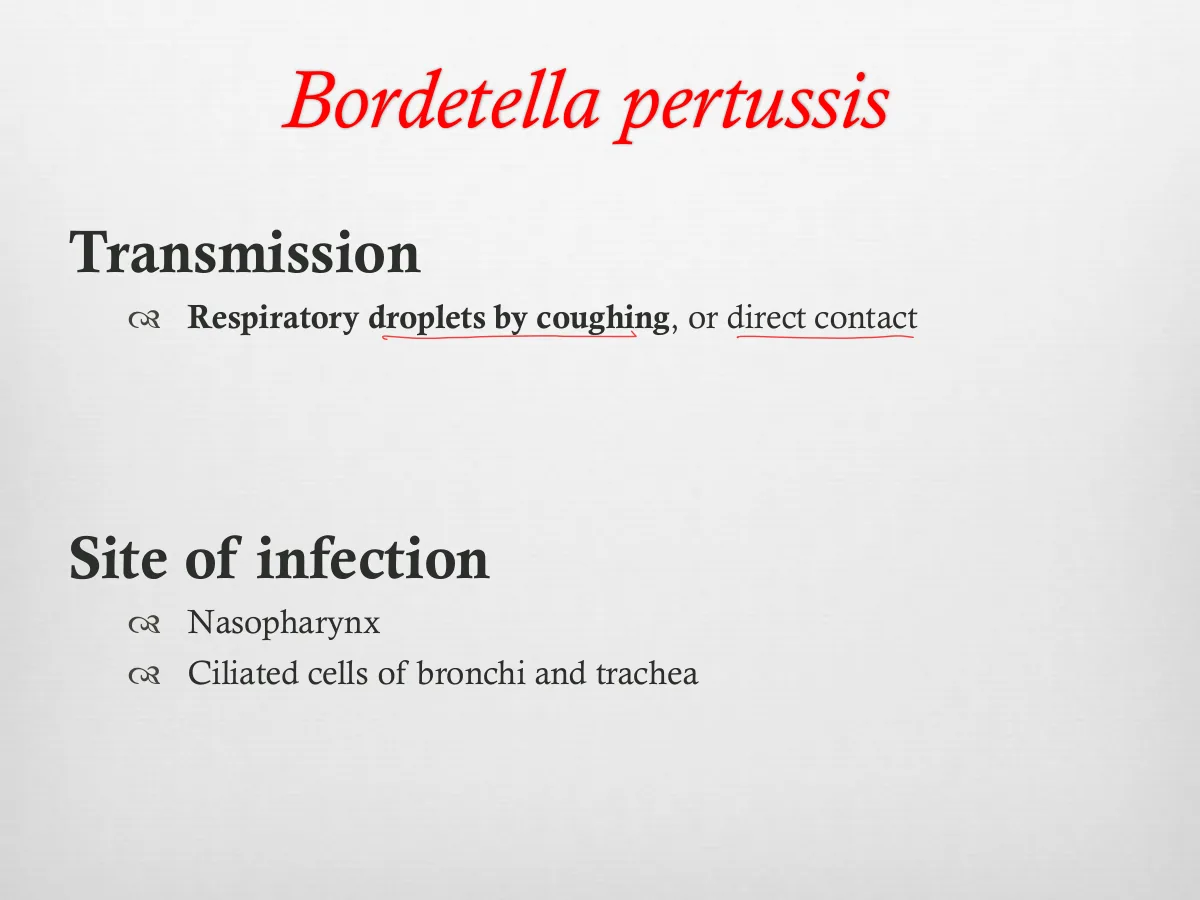 Bordetella pertussis
Transmission
Respiratory droplets by coughing, or direct contact
Site of infection
Nasopharynx
Ciliated cells of bronchi and trachea